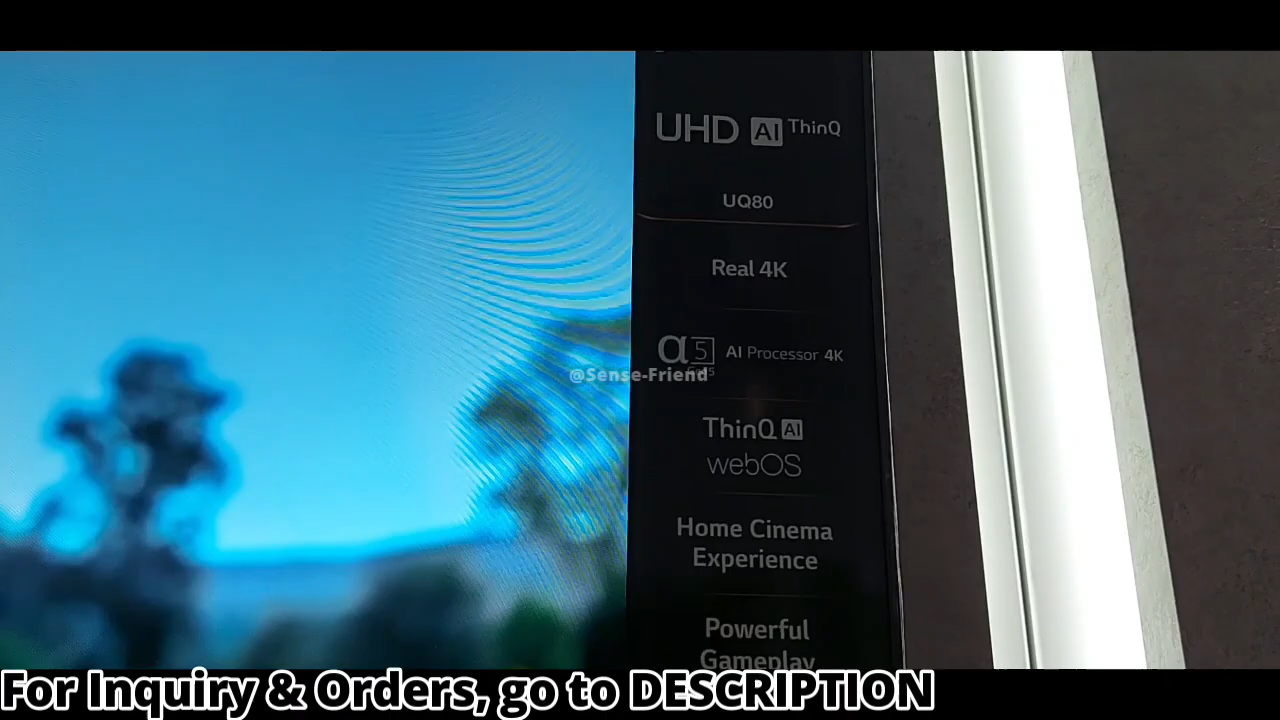 UHD AI ThinQ
UQ80
Real 4K
α5 AI Processor 4K
Gen5
@Sense-Friend
ThinQ AI
webOS
Home Cinema
Experience
Powerful
Gameplay
For Inquiry & Orders, go to DESCRIPTION